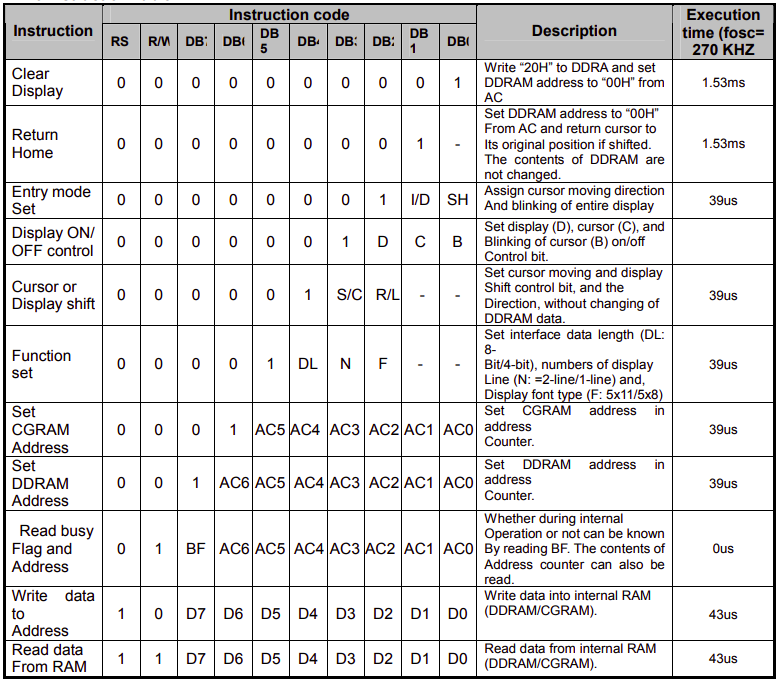 Instruction Instruction code Description Execution time (fosc= 270 KHZ
RS R/W DB7 DB6 DB5 DB4 DB3 DB2 DB1 DB0
Clear Display 0 0 0 0 0 0 0 0 0 1 Write “20H” to DDRA and set DDRAM address to “00H” from AC 1.53ms
Return Home 0 0 0 0 0 0 0 0 1 - Set DDRAM address to “00H” From AC and return cursor to Its original position if shifted. The contents of DDRAM are not changed. 1.53ms
Entry mode Set 0 0 0 0 0 0 0 1 I/D SH Assign cursor moving direction And blinking of entire display 39us
Display ON/ OFF control 0 0 0 0 0 0 1 D C B Set display (D), cursor (C), and Blinking of cursor (B) on/off Control bit.
Cursor or Display shift 0 0 0 0 0 1 S/C R/L - - Set cursor moving and display Shift control bit, and the Direction, without changing of DDRAM data. 39us
Function set 0 0 0 0 1 DL N F - - Set interface data length (DL: 8- Bit/4-bit), numbers of display Line (N: =2-line/1-line) and, Display font type (F: 5x11/5x8) 39us
Set CGRAM Address 0 0 0 1 AC5 AC4 AC3 AC2 AC1 AC0 Set CGRAM address in address Counter. 39us
Set DDRAM Address 0 0 1 AC6 AC5 AC4 AC3 AC2 AC1 AC0 Set DDRAM address in address Counter. 39us
Read busy Flag and Address 0 1 BF AC6 AC5 AC4 AC3 AC2 AC1 AC0 Whether during internal Operation or not can be known By reading BF. The contents of Address counter can also be read. 0us
Write data to Address 1 0 D7 D6 D5 D4 D3 D2 D1 D0 Write data into internal RAM (DDRAM/CGRAM). 43us
Read data From RAM 1 1 D7 D6 D5 D4 D3 D2 D1 D0 Read data from internal RAM (DDRAM/CGRAM). 43us